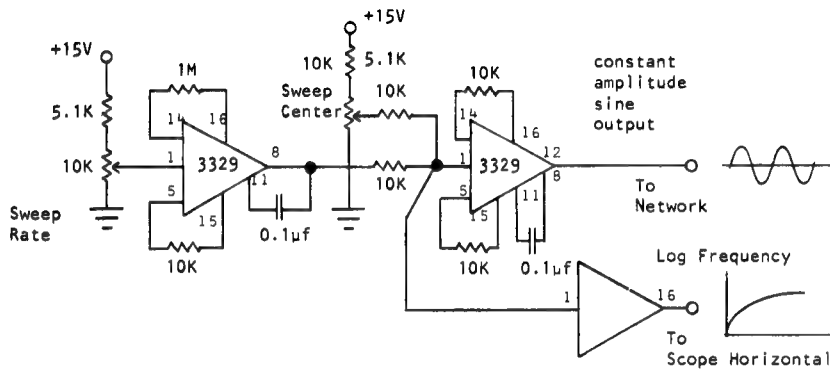 +15V
5.1K
10K
Sweep
Rate
1M
14
16
1
3329
8
11
5
15
10K
0.1µf
+15V
10K
5.1K
Sweep
Center
10K
10K
10K
14
16
1
3329
12
8
5
11
15
10K
0.1µf
constant
amplitude
sine
output
To
Network
Log Frequency
1
16
To
Scope Horizontal